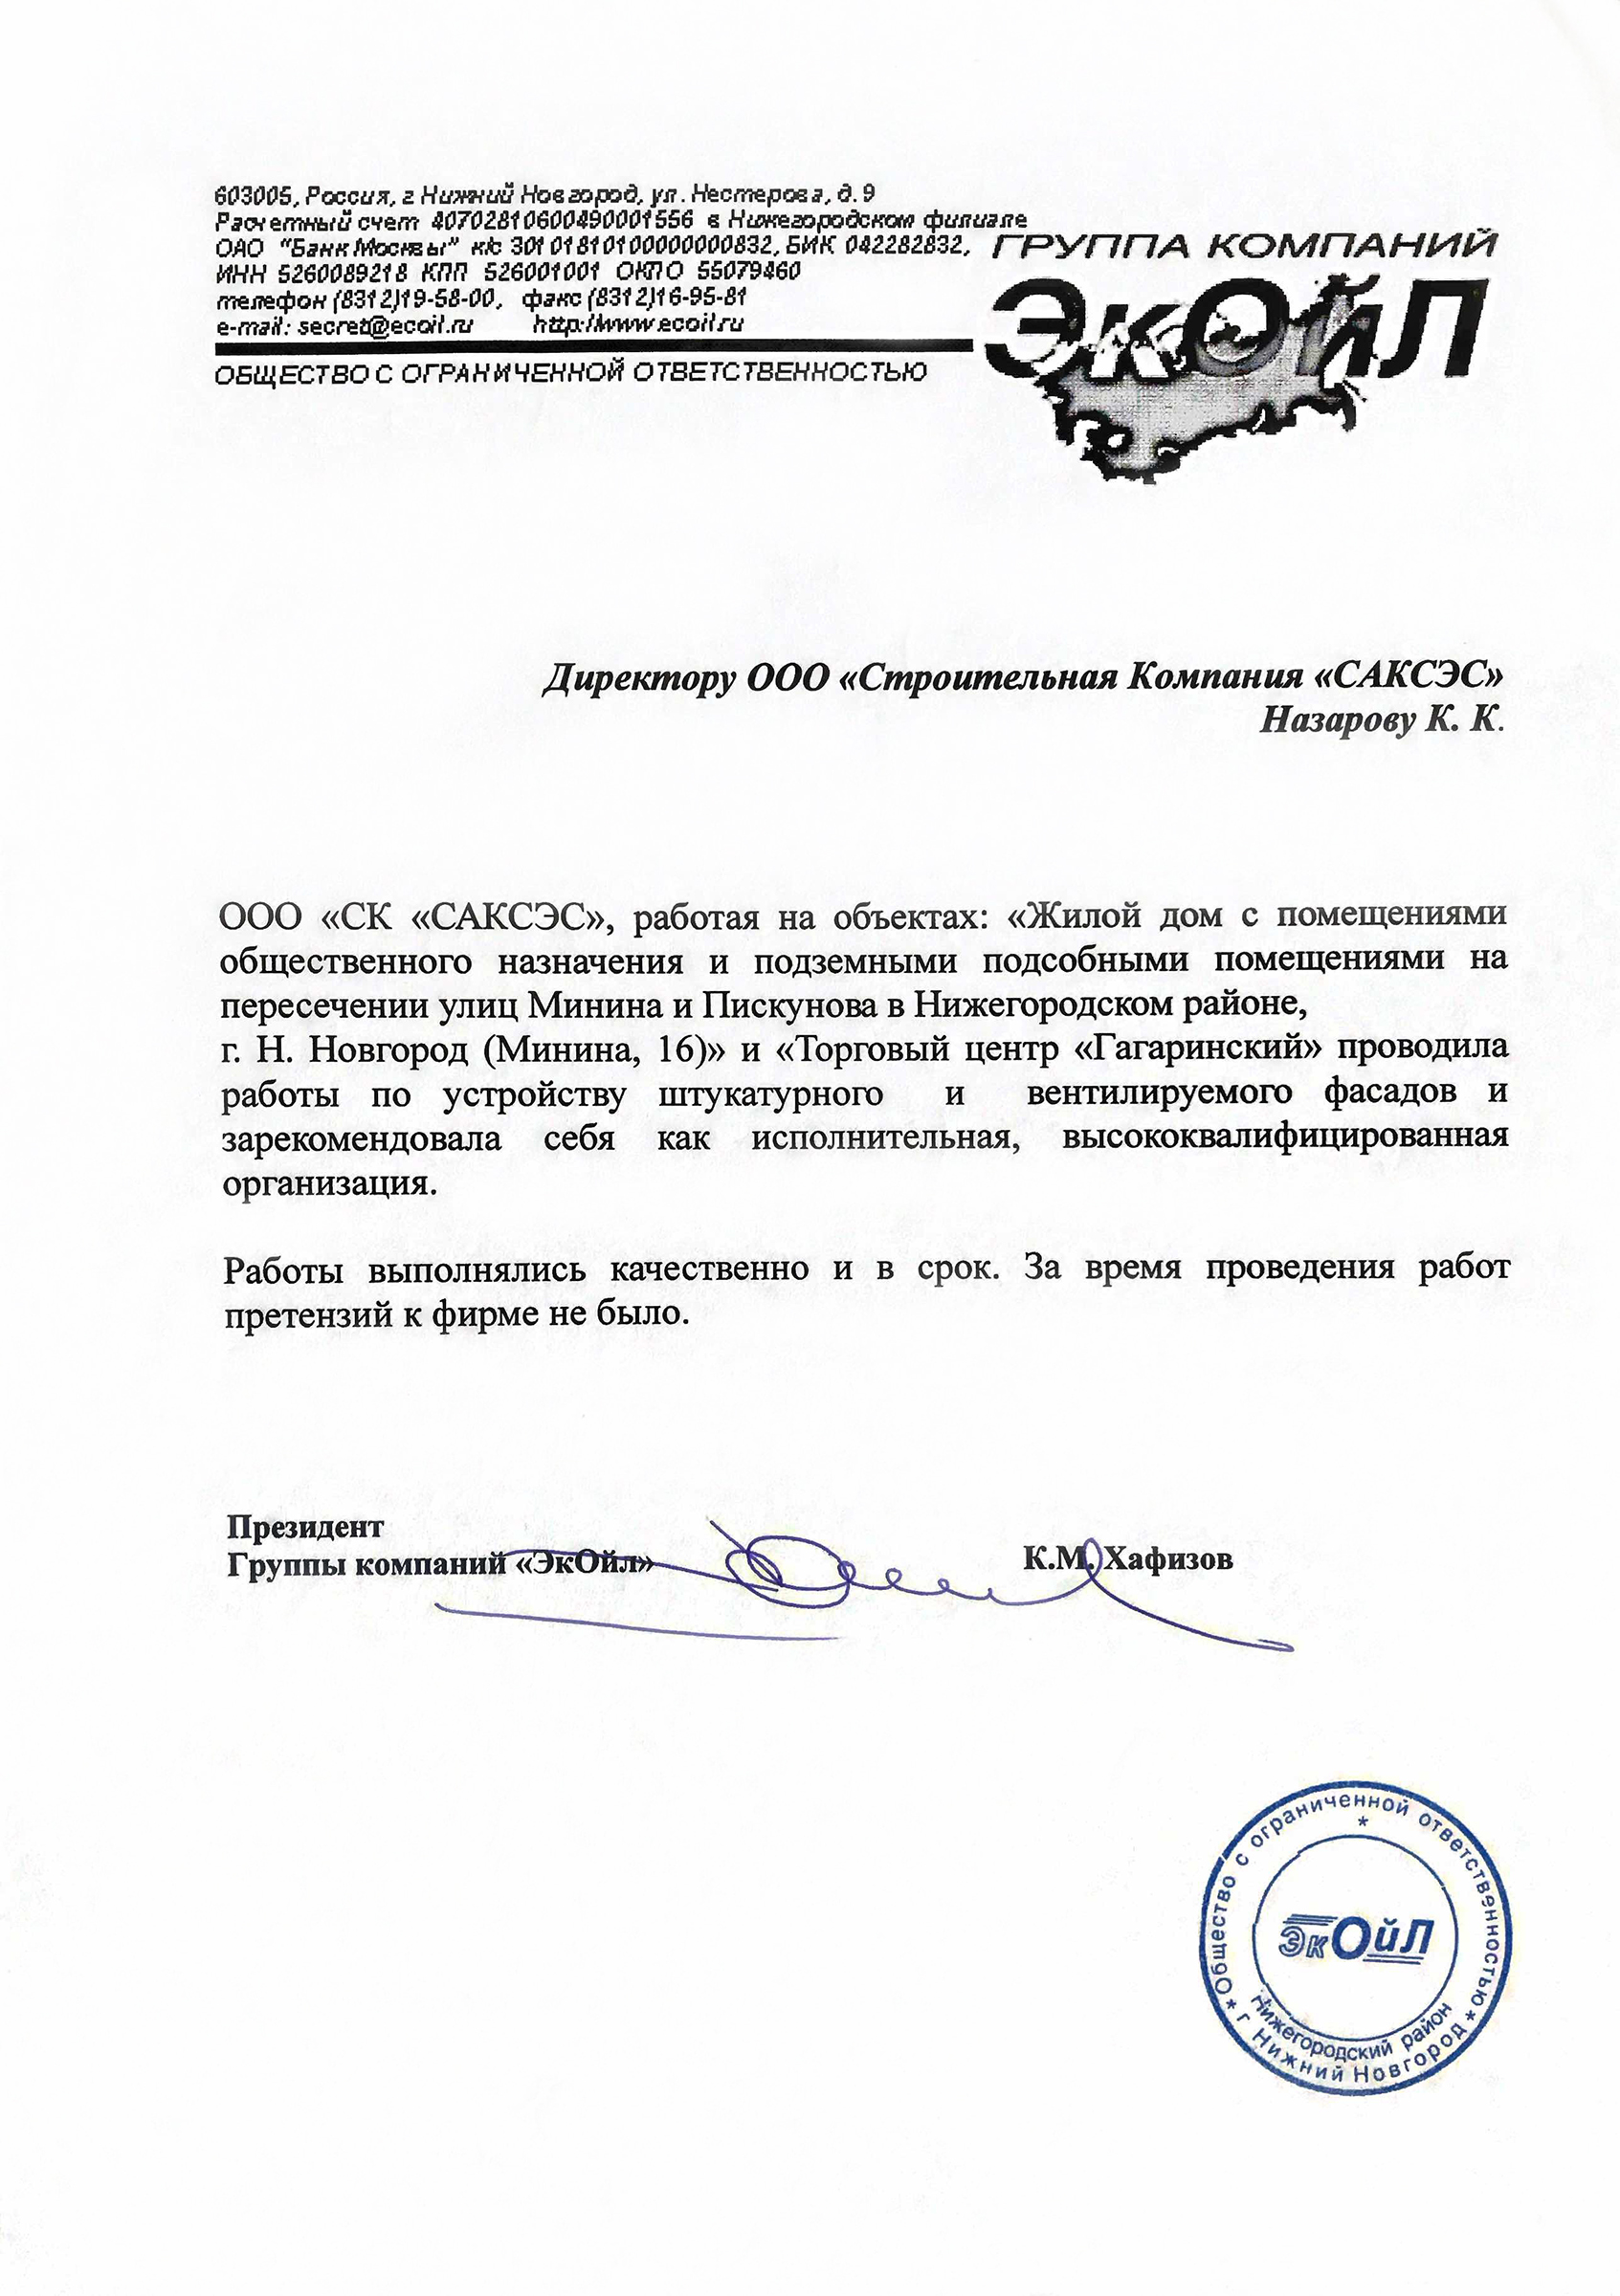 603005, Россия, г Нижний Новгород, ул. Нестерова, д. 9
Расчетный счет 40702810600490001556 в Нижегородском филиале
ОАО "Банк Москвы" к/с 30101810100000000832, БИК 042282832,
ИНН 5260089218 КПП 526001001 ОКПО 55079460
телефон (8312)19-58-00, факс (8312)16-95-81
e-mail: secret@ecoil.ru http://www.ecoil.ru
ОБЩЕСТВО С ОГРАНИЧЕННОЙ ОТВЕТСТВЕННОСТЬЮ
ГРУППА КОМПАНИЙ
ЭкОйЛ
Директору ООО «Строительная Компания «САКСЭС»
Назарову К. К.
ООО «СК «САКСЭС», работая на объектах: «Жилой дом с помещениями
общественного назначения и подземными подсобными помещениями на
пересечении улиц Минина и Пискунова в Нижегородском районе,
г. Н. Новгород (Минина, 16)» и «Торговый центр «Гагаринский» проводила
работы по устройству штукатурного и вентилируемого фасадов и
зарекомендовала себя как исполнительная, высококвалифицированная
организация.
Работы выполнялись качественно и в срок. За время проведения работ
претензий к фирме не было.
Президент
Группы компаний «ЭкОйл»
К.М. Хафизов
Общество с ограниченной ответственностью
* г Нижний Новгород *
Нижегородский район
ЭкОйЛ